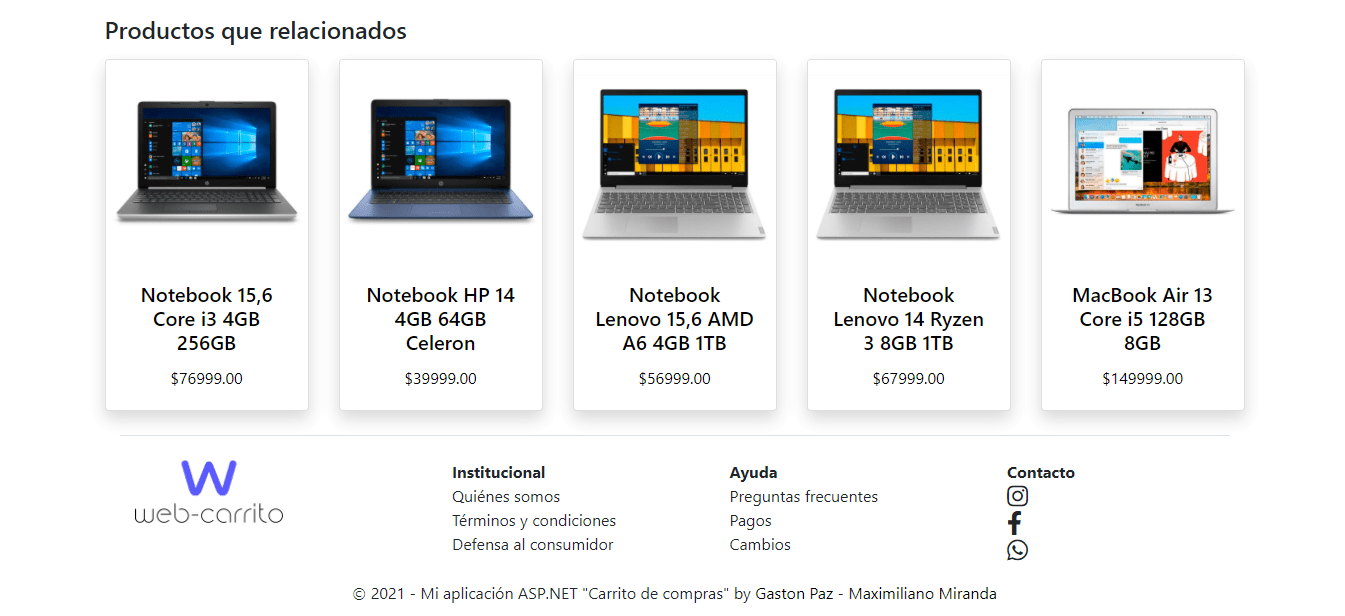 Productos que relacionados
Notebook 15,6
Core i3 4GB
256GB
$76999.00
Notebook HP 14
4GB 64GB
Celeron
$39999.00
Notebook
Lenovo 15,6 AMD
A6 4GB 1TB
$56999.00
Notebook
Lenovo 14 Ryzen
3 8GB 1TB
$67999.00
MacBook Air 13
Core i5 128GB
8GB
$149999.00
web-carrito
Institucional
Quiénes somos
Términos y condiciones
Defensa al consumidor
Ayuda
Preguntas frecuentes
Pagos
Cambios
Contacto
© 2021 - Mi aplicación ASP.NET "Carrito de compras" by Gaston Paz - Maximiliano Miranda